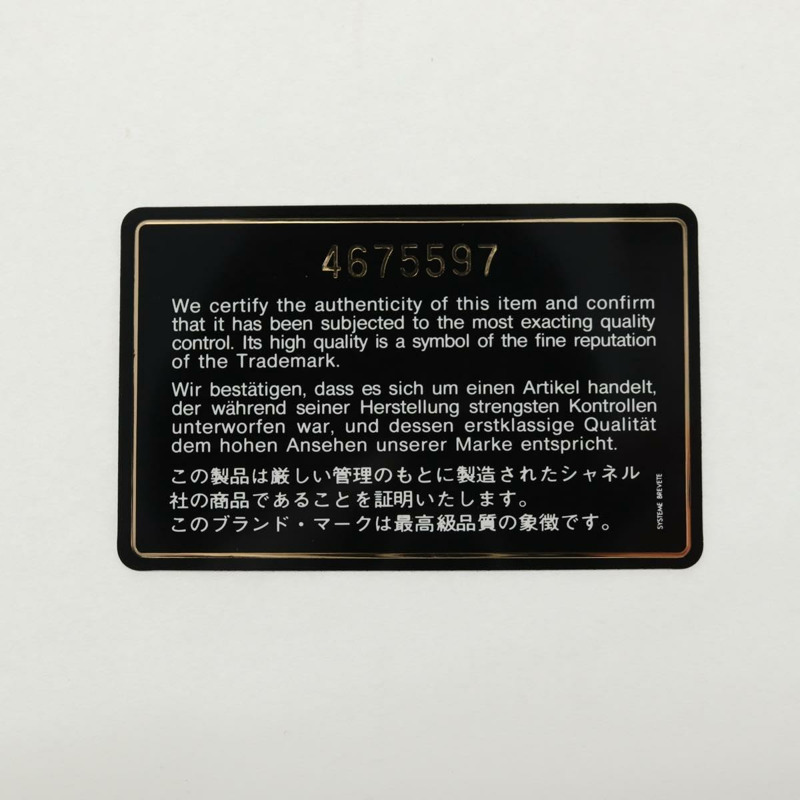 4675597
We certify the authenticity of this item and confirm
that it has been subjected to the most exacting quality
control. Its high quality is a symbol of the fine reputation
of the Trademark.
Wir bestätigen, dass es sich um einen Artikel handelt,
der während seiner Herstellung strengsten Kontrollen
unterworfen war, und dessen erstklassige Qualität
dem hohen Ansehen unserer Marke entspricht.
この製品は厳しい管理のもとに製造されたシャネル
社の商品であることを証明いたします。
このブランド・マークは最高級品質の象徴です。
SYSTEME BREVETE